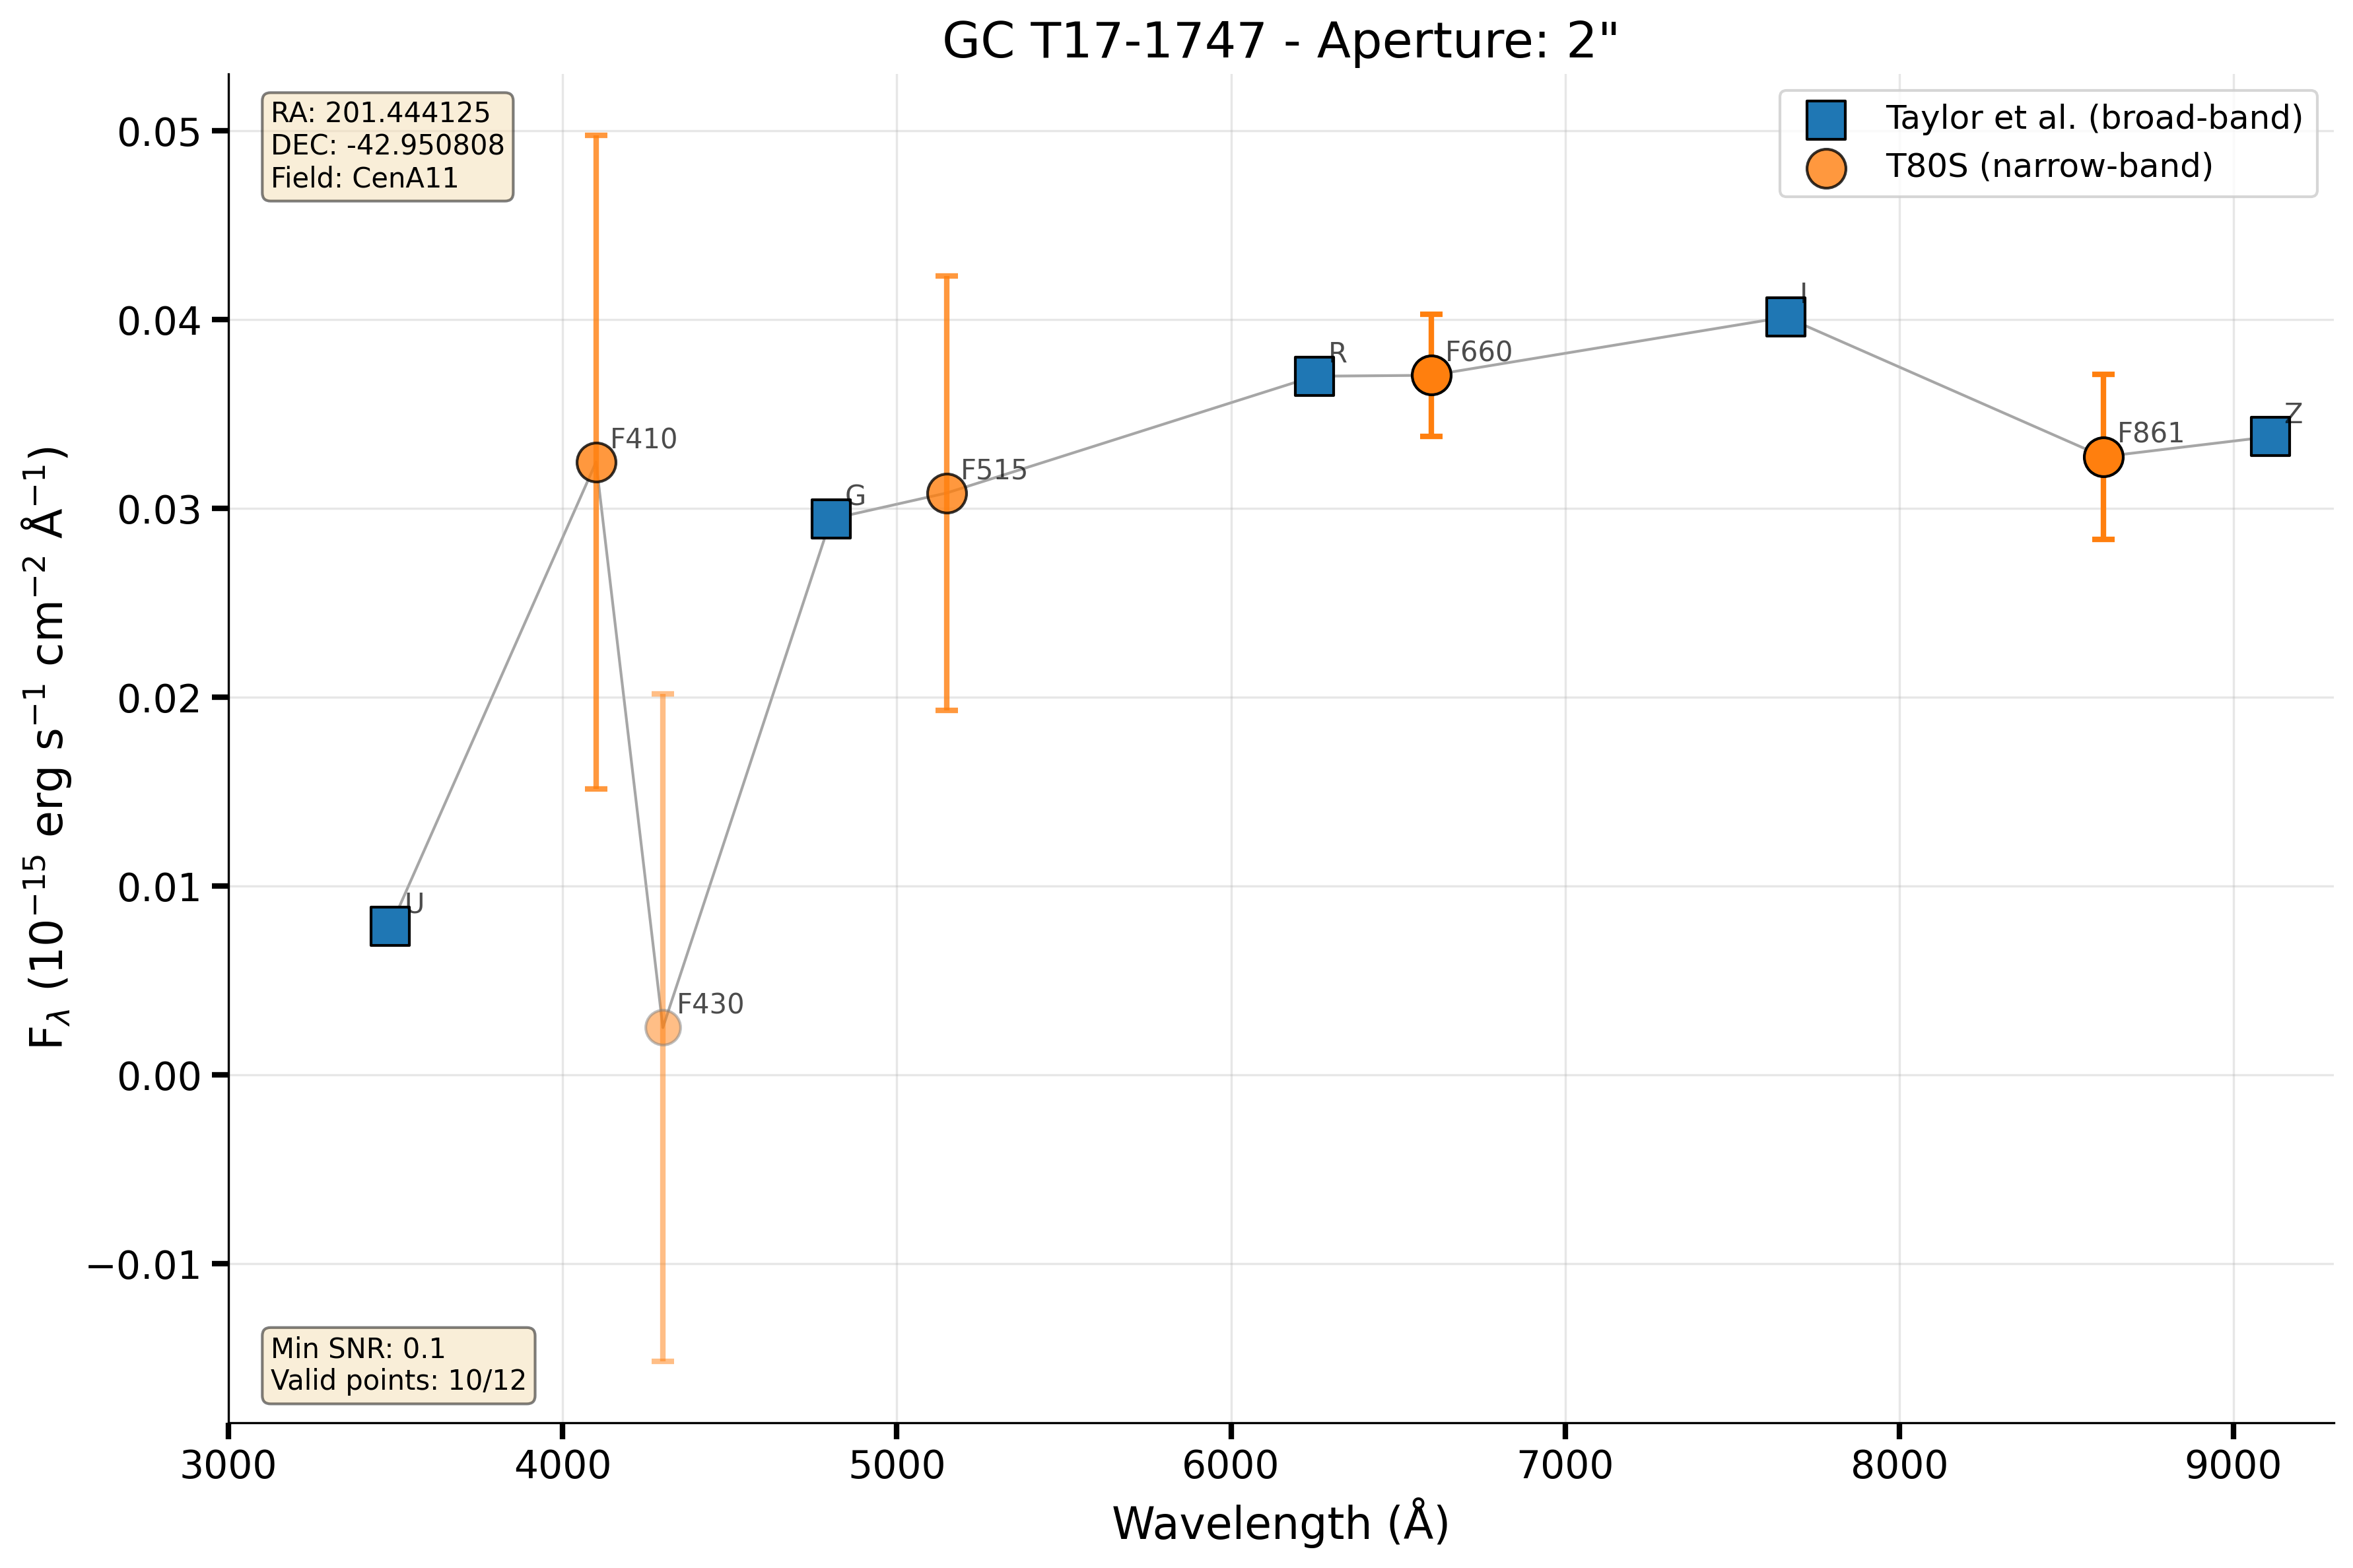 GC T17-1747 - Aperture: 2"
RA: 201.444125
DEC: -42.950808
Field: CenA11
Taylor et al. (broad-band)
T80S (narrow-band)
0.05
0.04
0.03
0.02
0.01
0.00
−0.01
F_λ (10⁻¹⁵ erg s⁻¹ cm⁻² Å⁻¹)
U
F410
F430
G
F515
R
F660
I
F861
Z
Min SNR: 0.1
Valid points: 10/12
3000 4000 5000 6000 7000 8000 9000
Wavelength (Å)